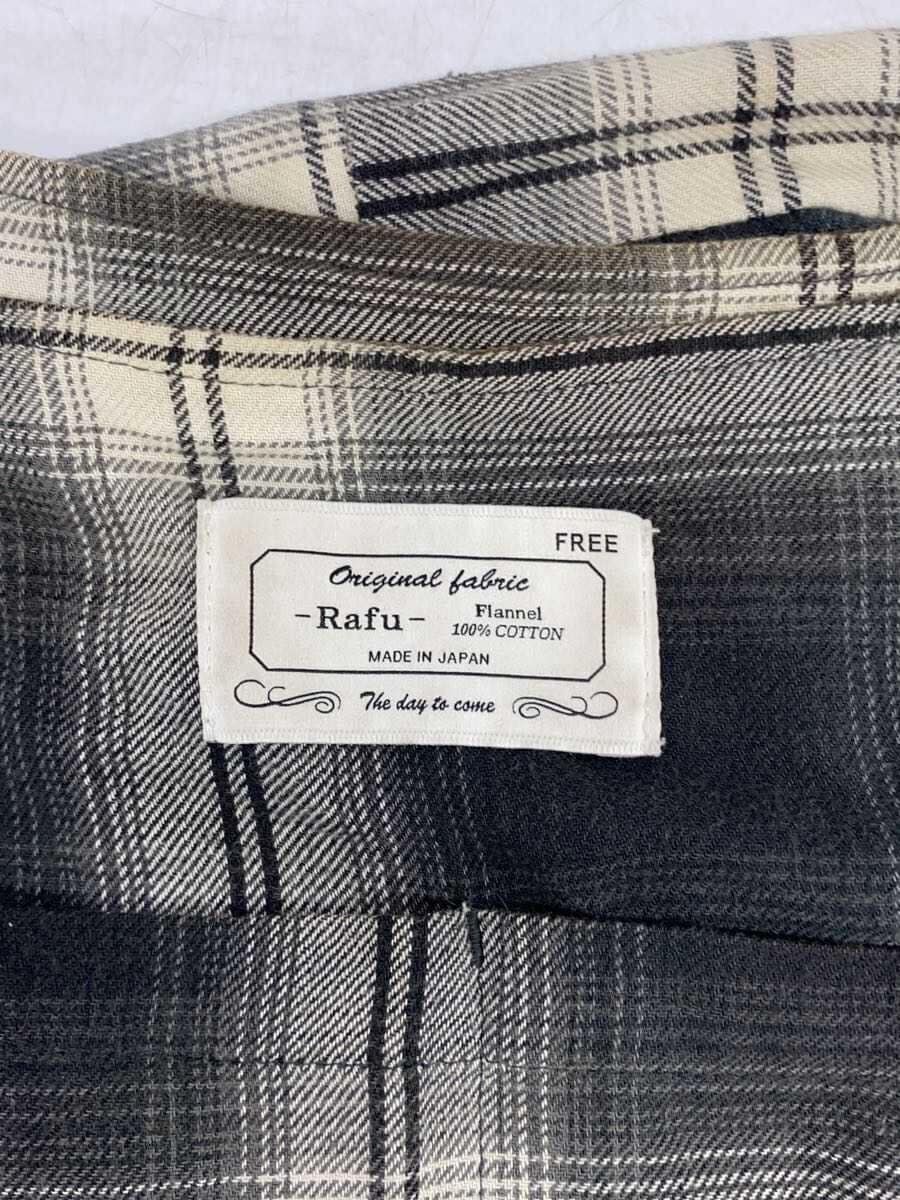 FREE
Original fabric
-Rafu-
Flannel
100% COTTON
MADE IN JAPAN
The day to come